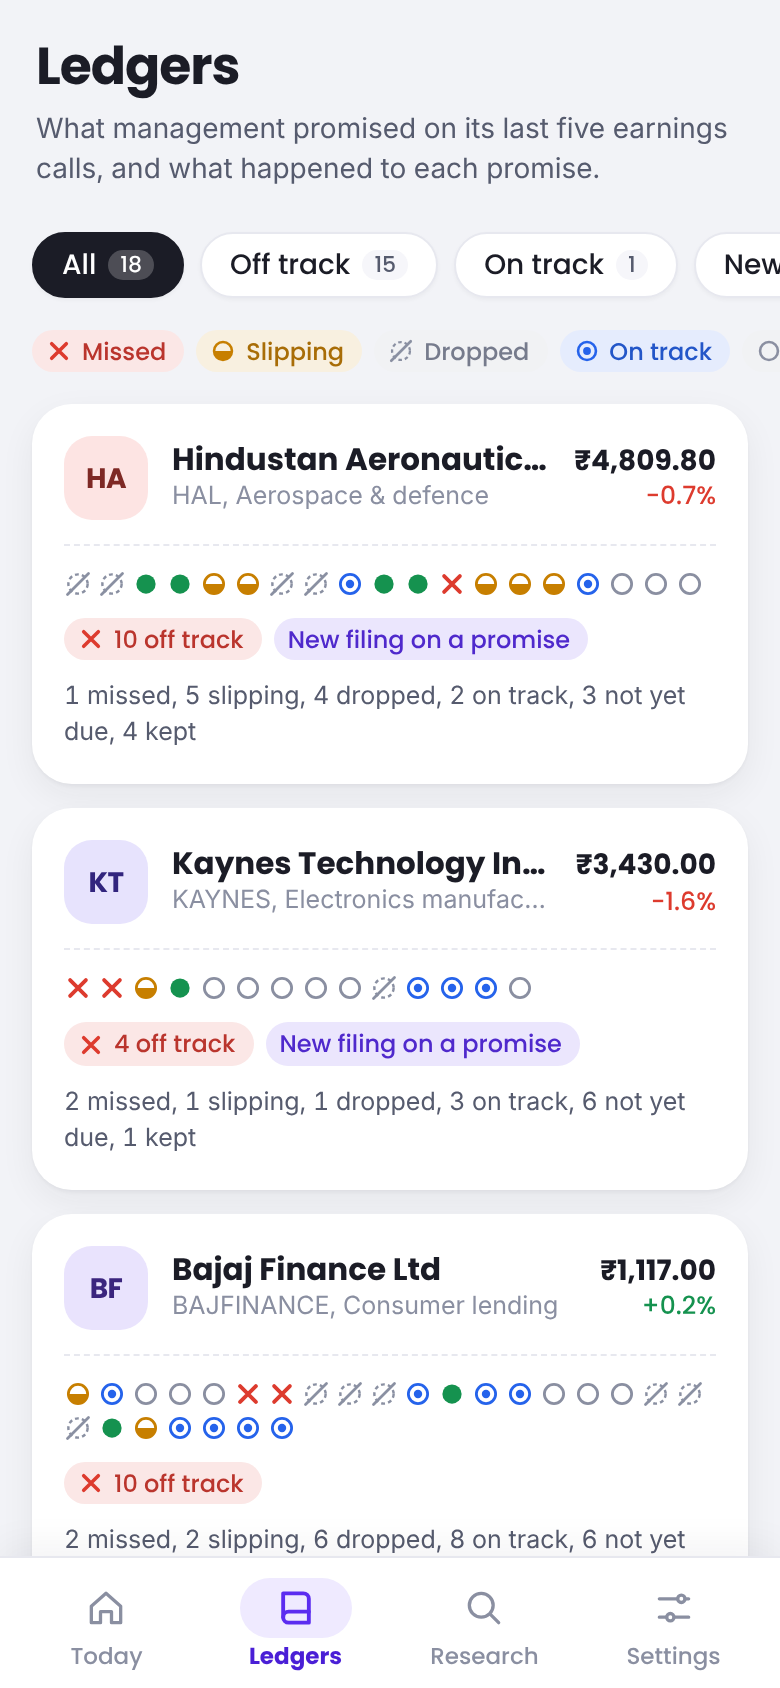 Ledgers
What management promised on its last five earnings
calls, and what happened to each promise.
All 18 Off track 15 On track 1 New
Missed Slipping Dropped On track
HA Hindustan Aeronautic... ₹4,809.80
HAL, Aerospace & defence -0.7%
10 off track New filing on a promise
1 missed, 5 slipping, 4 dropped, 2 on track, 3 not yet
due, 4 kept
KT Kaynes Technology In... ₹3,430.00
KAYNES, Electronics manufac... -1.6%
4 off track New filing on a promise
2 missed, 1 slipping, 1 dropped, 3 on track, 6 not yet
due, 1 kept
BF Bajaj Finance Ltd ₹1,117.00
BAJFINANCE, Consumer lending +0.2%
10 off track
2 missed, 2 slipping, 6 dropped, 8 on track, 6 not yet
Today Ledgers Research Settings